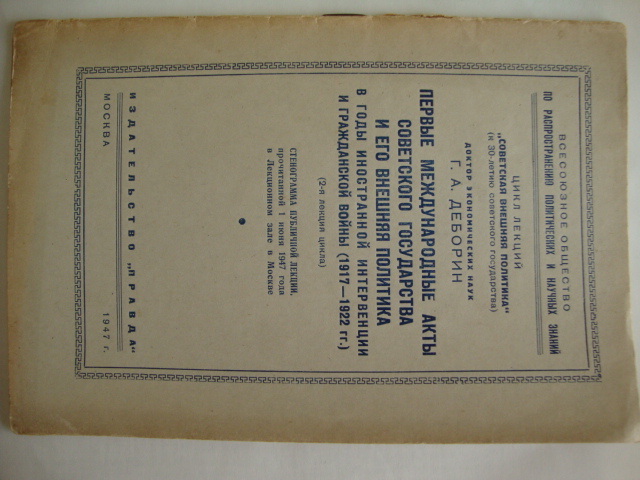 ВСЕСОЮЗНОЕ ОБЩЕСТВО
ПО РАСПРОСТРАНЕНИЮ ПОЛИТИЧЕСКИХ И НАУЧНЫХ ЗНАНИЙ
ЦИКЛ ЛЕКЦИЙ
„СОВЕТСКАЯ ВНЕШНЯЯ ПОЛИТИКА“
(к 30-летию советского государства)
ДОКТОР ЭКОНОМИЧЕСКИХ НАУК
Г. А. ДЕБОРИН
ПЕРВЫЕ МЕЖДУНАРОДНЫЕ АКТЫ
СОВЕТСКОГО ГОСУДАРСТВА
И ЕГО ВНЕШНЯЯ ПОЛИТИКА
В ГОДЫ ИНОСТРАННОЙ ИНТЕРВЕНЦИИ
И ГРАЖДАНСКОЙ ВОЙНЫ (1917—1922 гг.)
(2-я лекция цикла)
СТЕНОГРАММА ПУБЛИЧНОЙ ЛЕКЦИИ,
прочитанной 1 июня 1947 года
в Лекционном зале в Москве
ИЗДАТЕЛЬСТВО „ПРАВДА“
МОСКВА 1947 г.